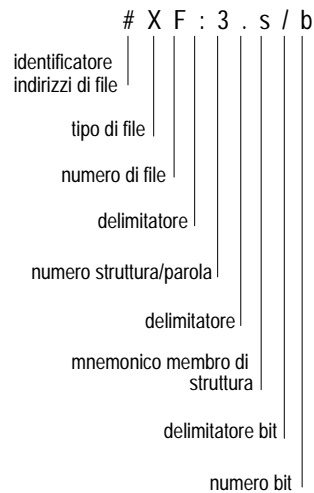 # X F : 3 . s / b
identificatore
indirizzi di file
tipo di file
numero di file
delimitatore
numero struttura/parola
delimitatore
mnemonico membro di
struttura
delimitatore bit
numero bit